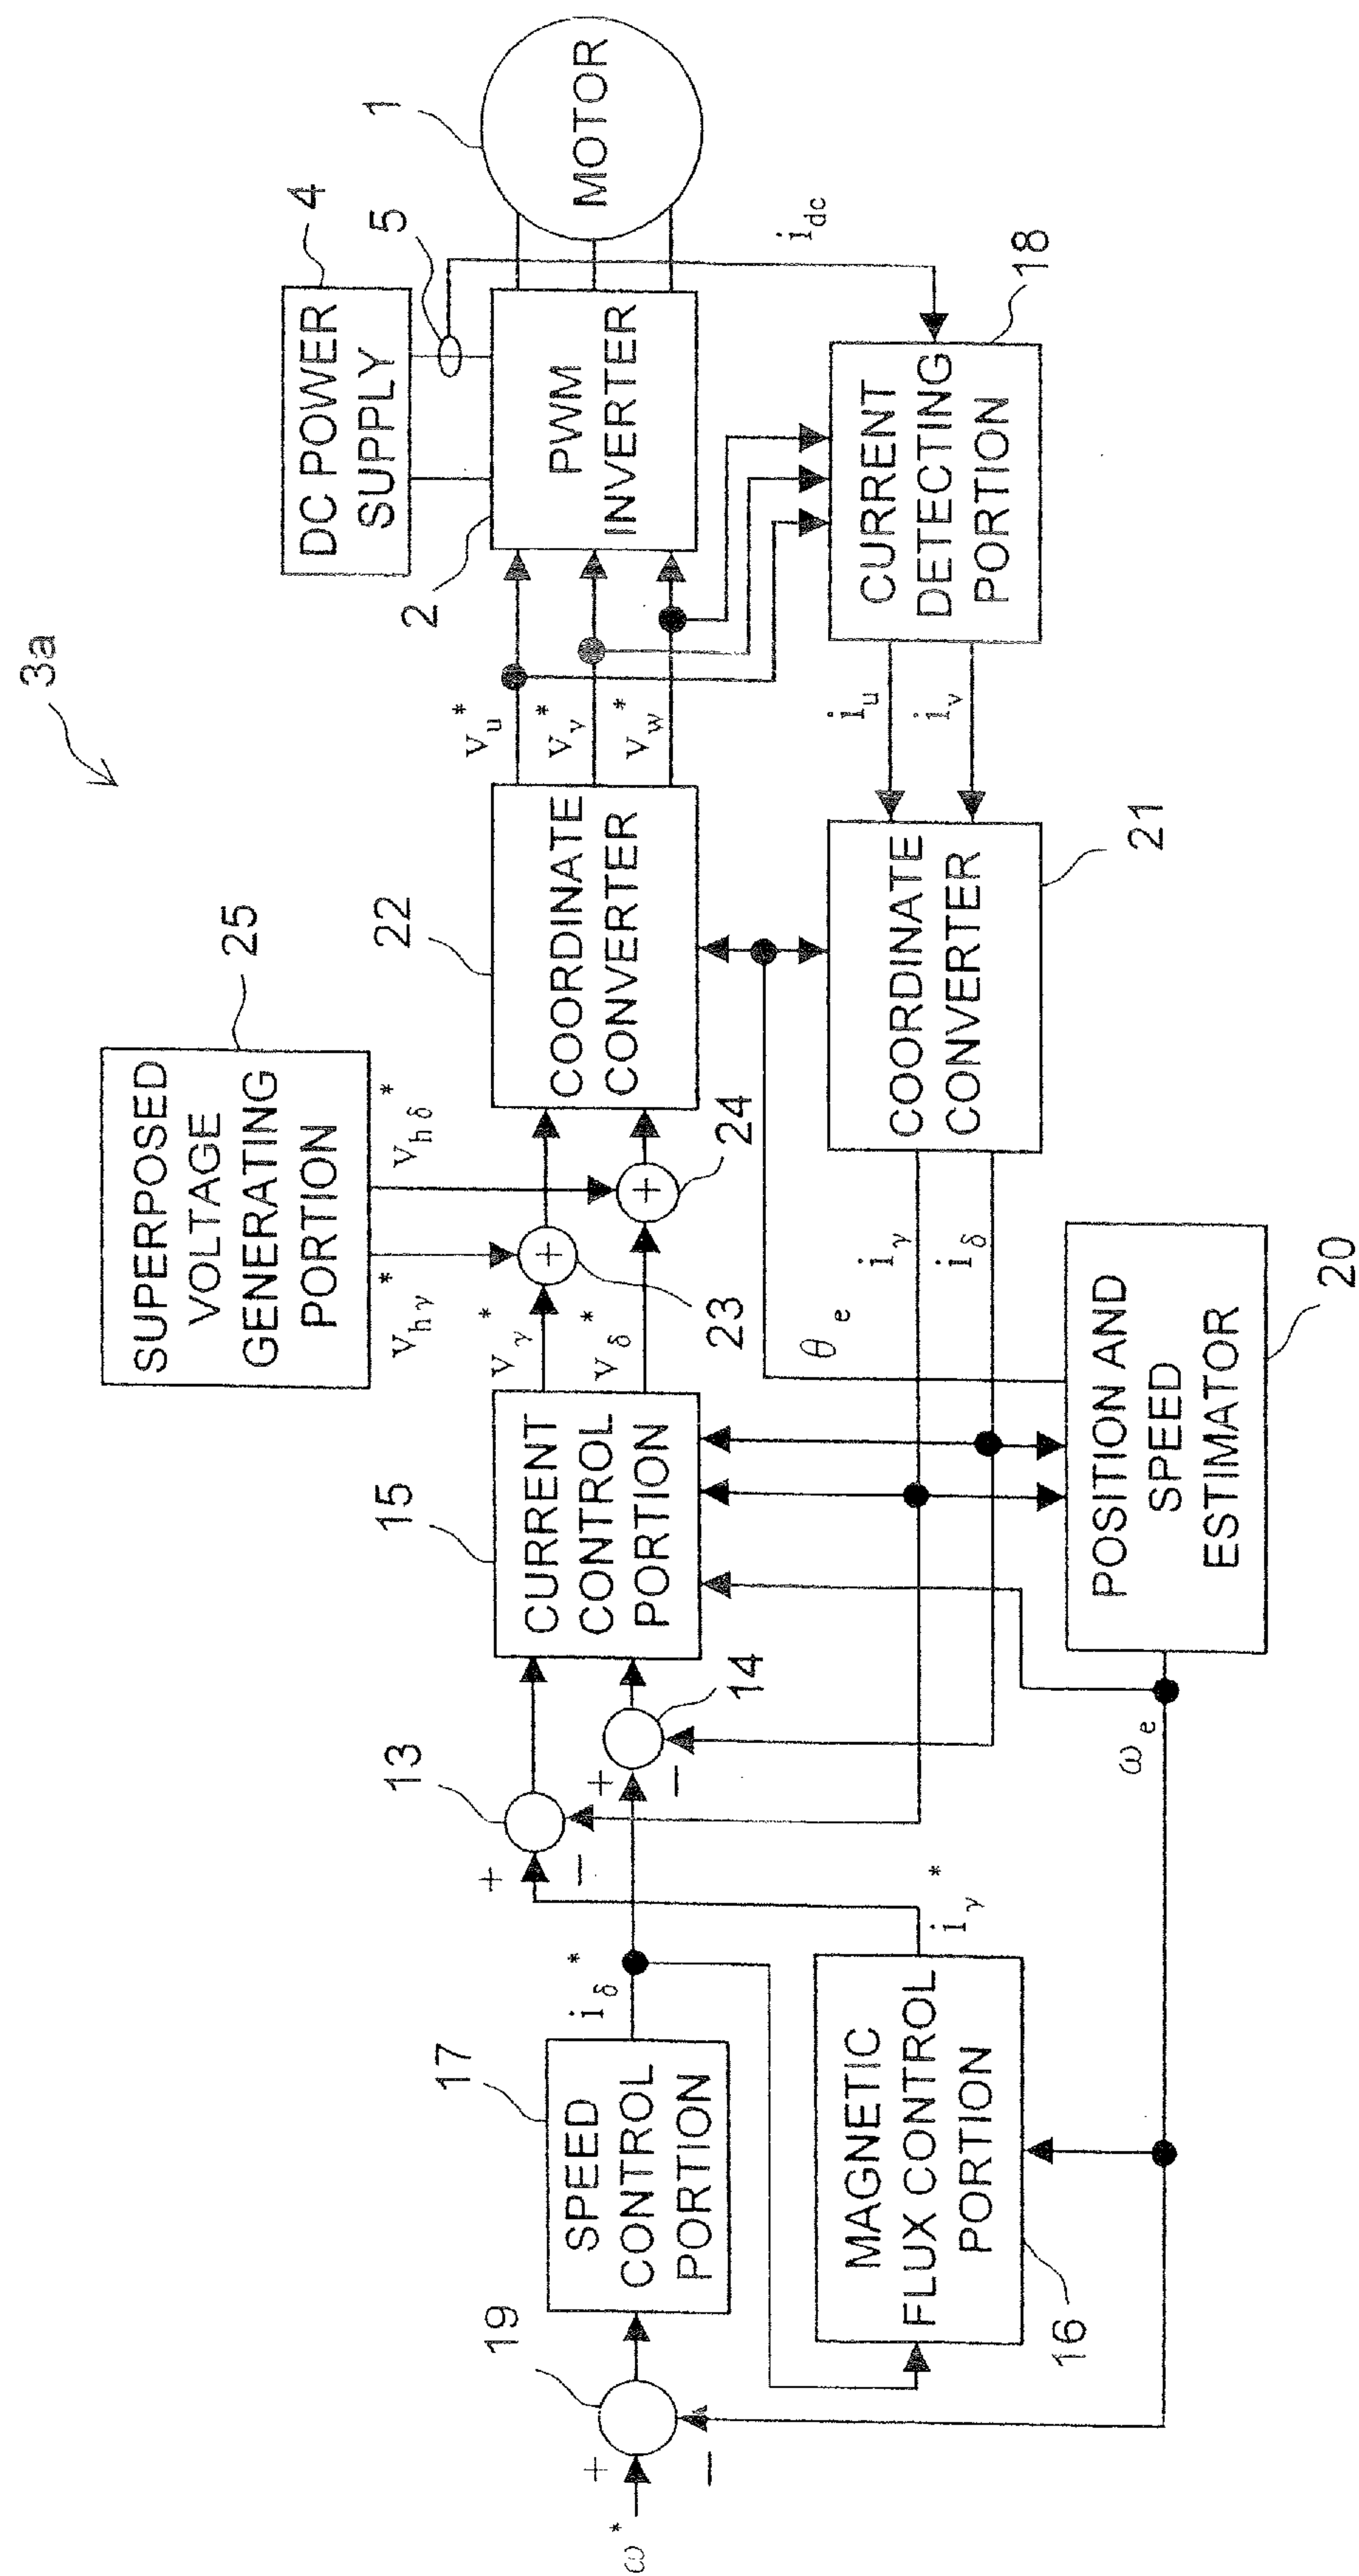 3a
SUPERPOSED
VOLTAGE
GENERATING
PORTION
25
v_hγ*
v_hδ*
DC POWER
SUPPLY
4
5
ω*
+
−
19
SPEED
CONTROL
PORTION
17
i_δ*
+
−
13
+
−
14
CURRENT
CONTROL
PORTION
15
v_γ*
v_δ*
+
23
+
24
COORDINATE
CONVERTER
22
v_u*
v_v*
v_w*
PWM
INVERTER
2
MOTOR
1
i_dc
MAGNETIC
FLUX CONTROL
PORTION
16
i_γ*
θ_e
i_γ
i_δ
COORDINATE
CONVERTER
21
i_u
i_v
CURRENT
DETECTING
PORTION
18
ω_e
POSITION AND
SPEED
ESTIMATOR
20